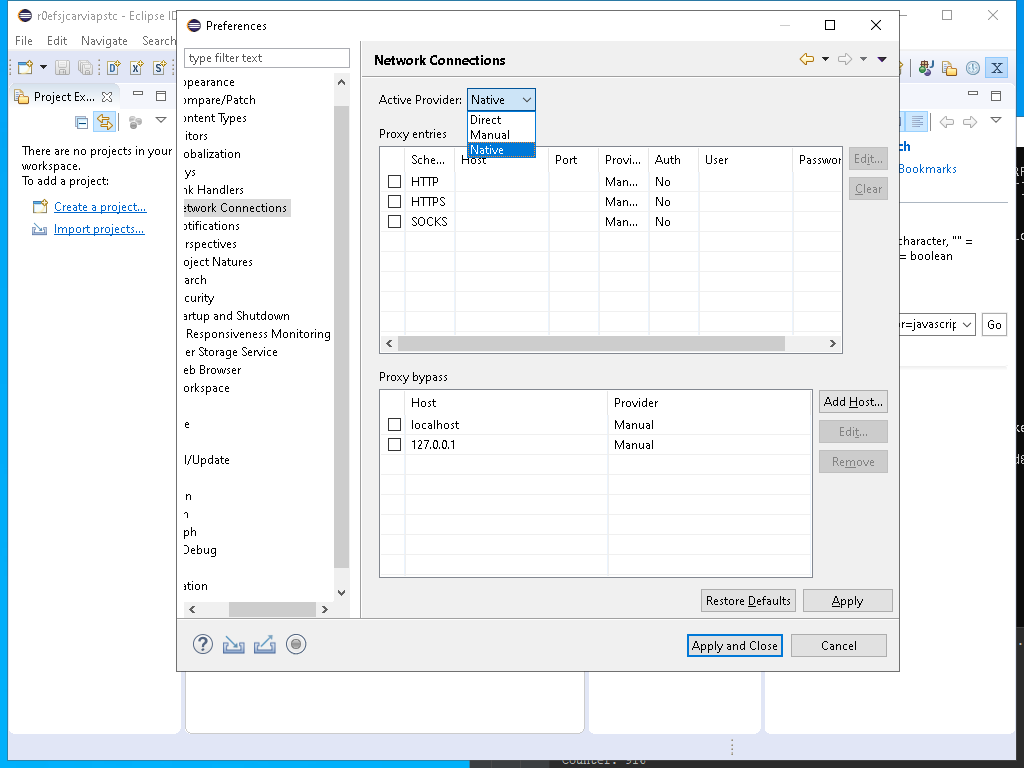 r0efsjcarviapstc - Eclipse ID
File Edit Navigate Search
Project Ex...
There are no projects in your
workspace.
To add a project:
Create a project...
Import projects...
Preferences
type filter text
ppearance
ompare/Patch
ontent Types
itors
obalization
ys
nk Handlers
etwork Connections
otifications
rspectives
oject Natures
arch
curity
artup and Shutdown
Responsiveness Monitoring
er Storage Service
eb Browser
orkspace
e
l/Update
n
n
ph
Debug
ation
Network Connections
Active Provider: Native
Direct
Manual
Native
Proxy entries
Sche... Host Port Provi... Auth User Passwor
HTTP Man... No
HTTPS Man... No
SOCKS Man... No
Edit...
Clear
Proxy bypass
Host Provider
localhost Manual
127.0.0.1 Manual
Add Host...
Edit...
Remove
Restore Defaults Apply
Apply and Close Cancel
ch
Bookmarks
character, "" =
= boolean
or=javascrip Go
Counter: 916